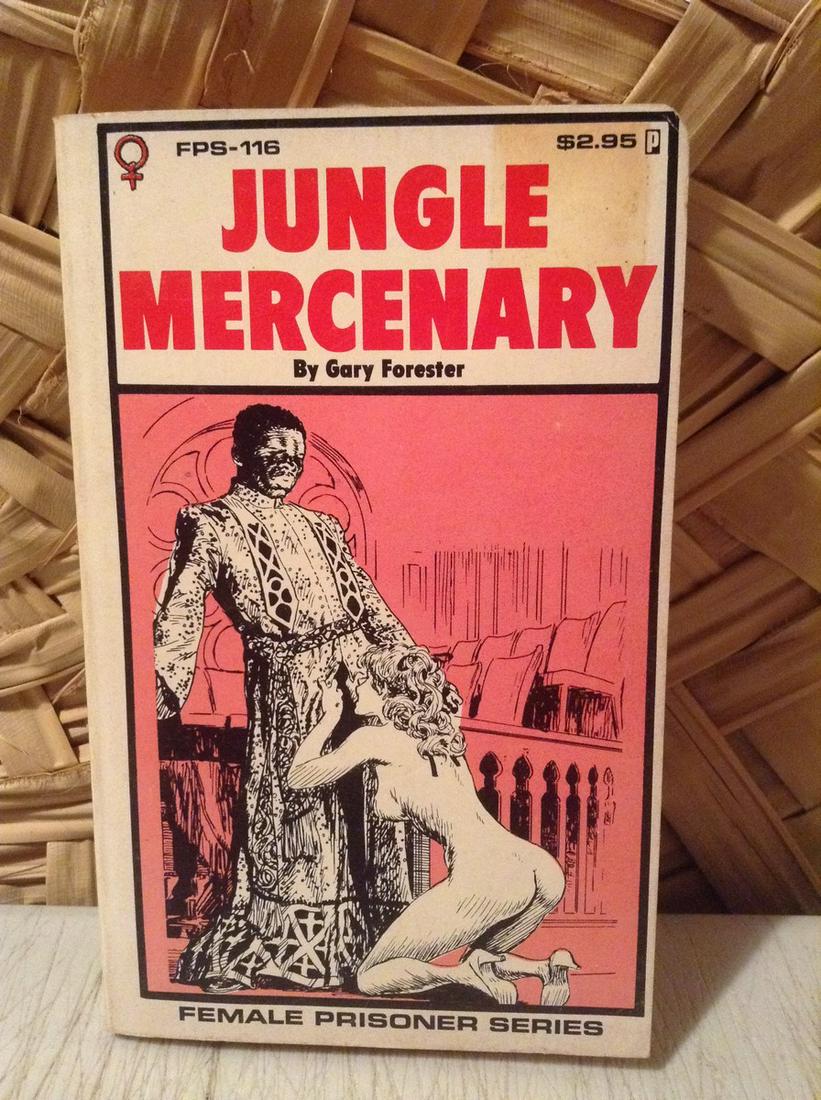 FPS-116
$2.95 P
JUNGLE
MERCENARY
By Gary Forester
FEMALE PRISONER SERIES